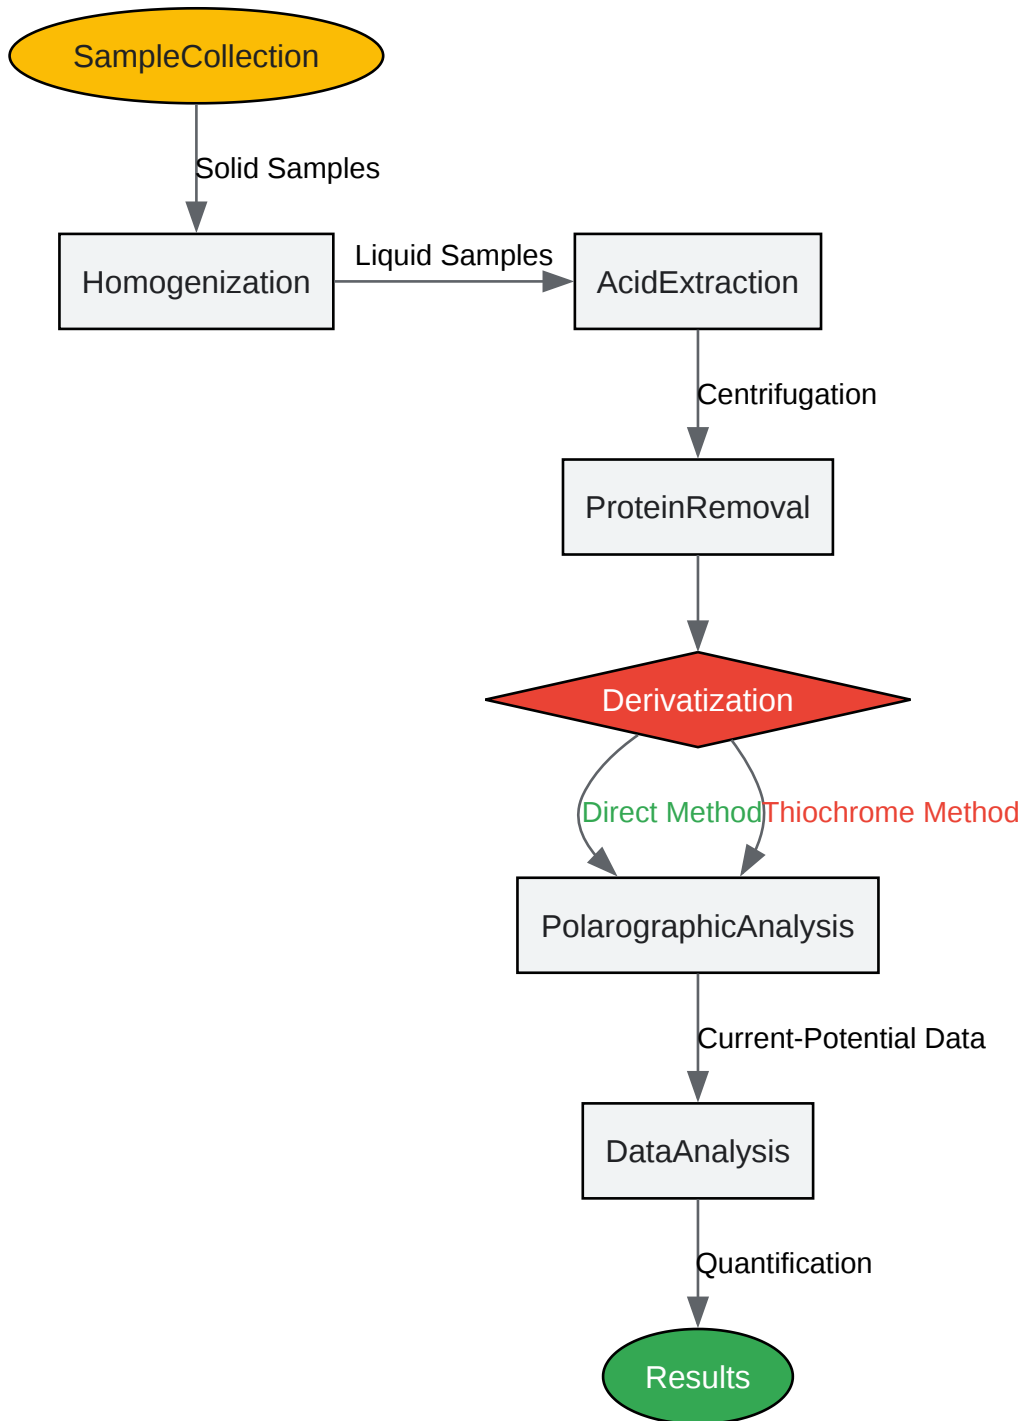 SampleCollection
Solid Samples
Homogenization
Liquid Samples
AcidExtraction
Centrifugation
ProteinRemoval
Derivatization
Direct Method
Thiochrome Method
PolarographicAnalysis
Current-Potential Data
DataAnalysis
Quantification
Results